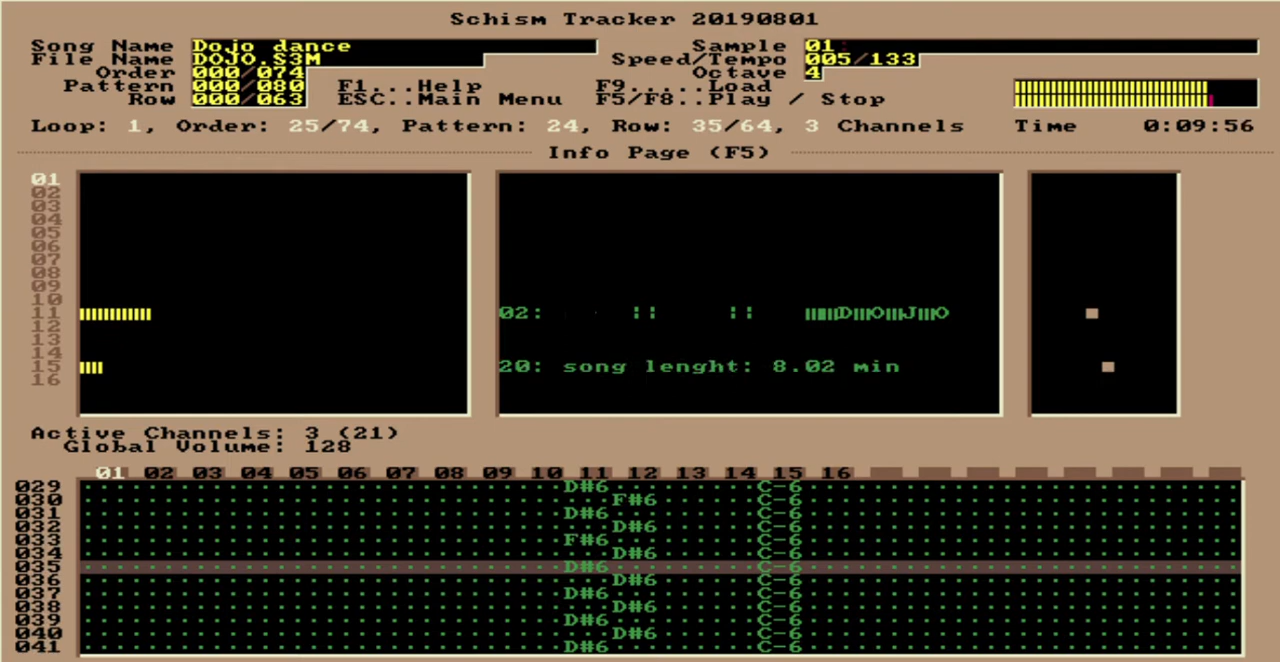 Schism Tracker 20190801
Song Name Dojo dance Sample 01:
File Name DOJO.S3M Speed/Tempo 005/133
Order 000/074 Octave 4
Pattern 000/080 F1...Help F9.....Load
Row 000/063 ESC..Main Menu F5/F8..Play / Stop
Loop: 1, Order: 25/74, Pattern: 24, Row: 35/64, 3 Channels Time 0:09:56
Info Page (F5)
01
02
03
04
05
06
07
08
09
10
11 02: ¦¦ ¦¦ D O J O
12
13
14
15 20: song lenght: 8.02 min
16
Active Channels: 3 (21)
Global Volume: 128
01 02 03 04 05 06 07 08 09 10 11 12 13 14 15 16
029 D#6 C-6
030 F#6 C-6
031 D#6 C-6
032 D#6 C-6
033 F#6 C-6
034 D#6 C-6
035 D#6 C-6
036 D#6 C-6
037 D#6 C-6
038 D#6 C-6
039 D#6 C-6
040 D#6 C-6
041 D#6 C-6